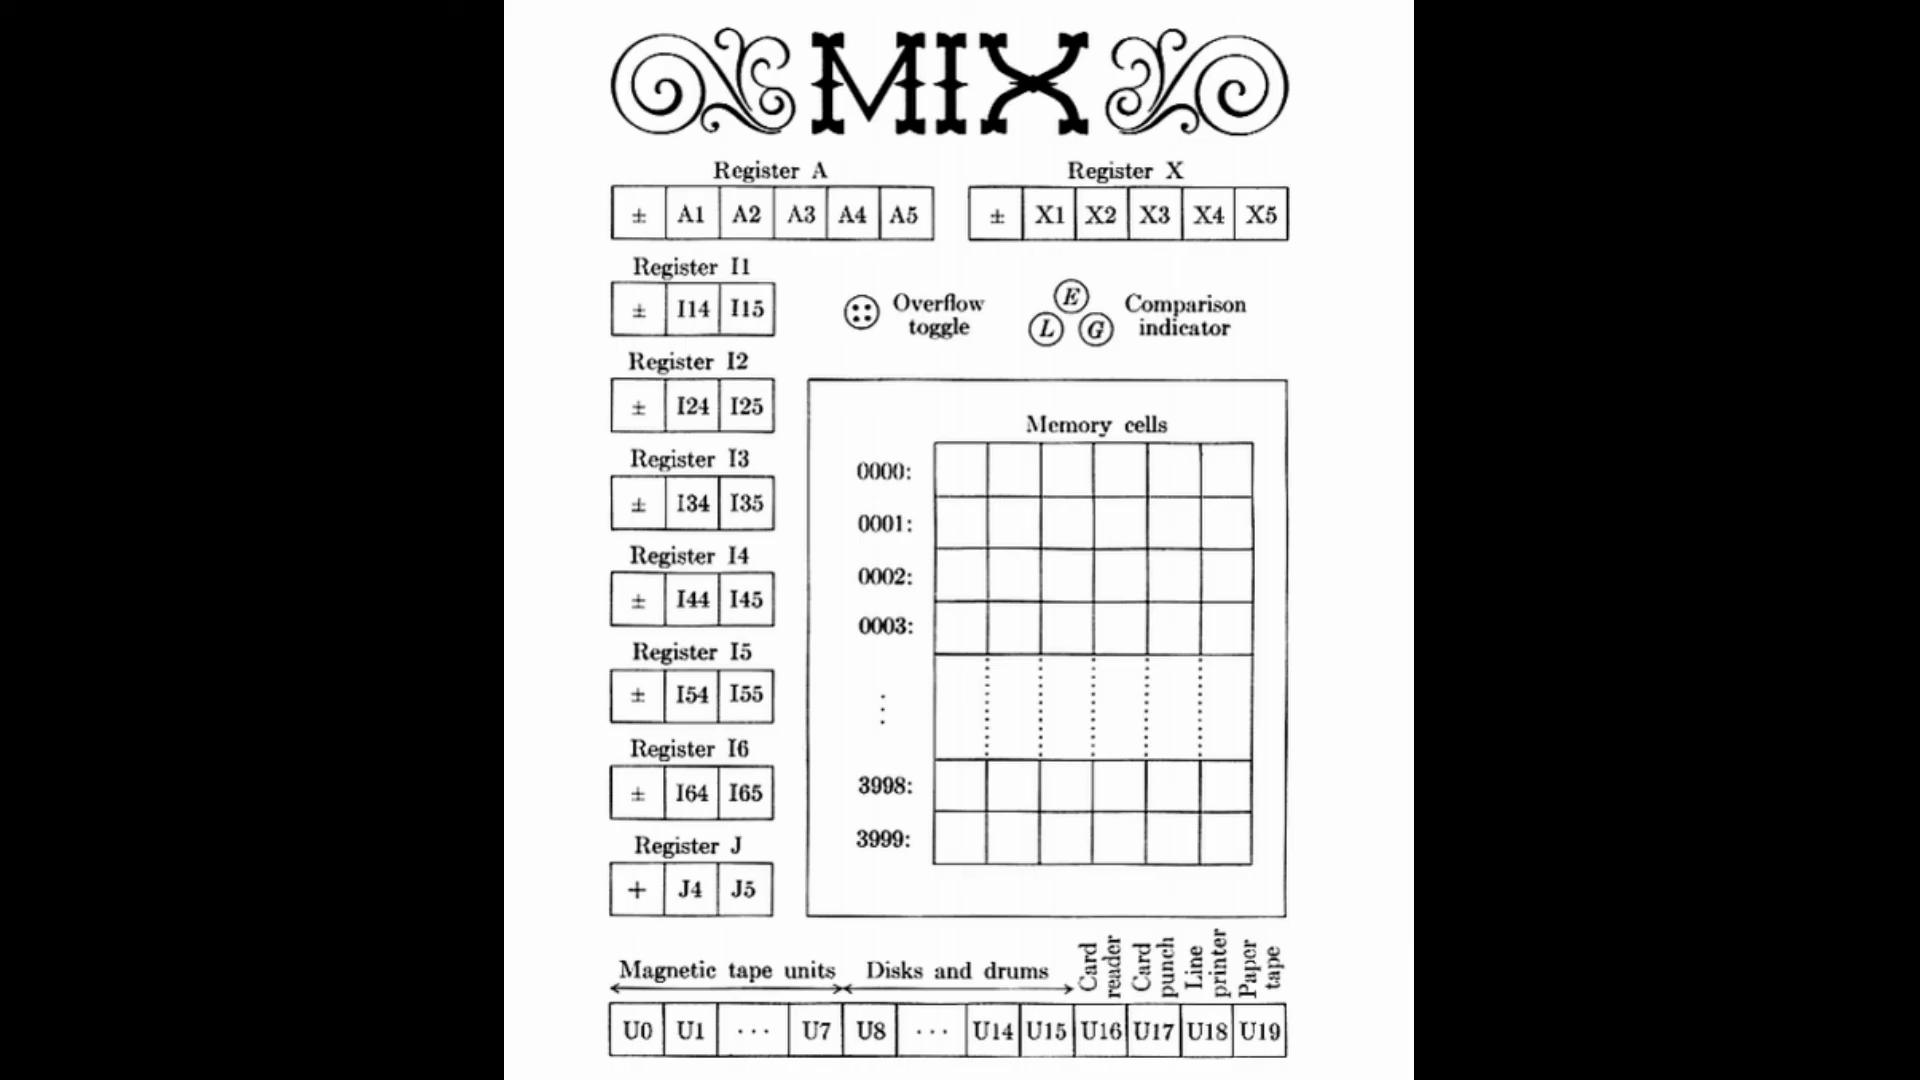 MIX
Register A
± A1 A2 A3 A4 A5
Register X
± X1 X2 X3 X4 X5
Register I1
± I14 I15
Overflow
toggle
E
L G
Comparison
indicator
Register I2
± I24 I25
Register I3
± I34 I35
Register I4
± I44 I45
Register I5
± I54 I55
Register I6
± I64 I65
Register J
+ J4 J5
Memory cells
0000:
0001:
0002:
0003:
⋮
3998:
3999:
Magnetic tape units
Disks and drums
Card
reader
Card
punch
Line
printer
Paper
tape
U0 U1 ··· U7 U8 ··· U14 U15 U16 U17 U18 U19